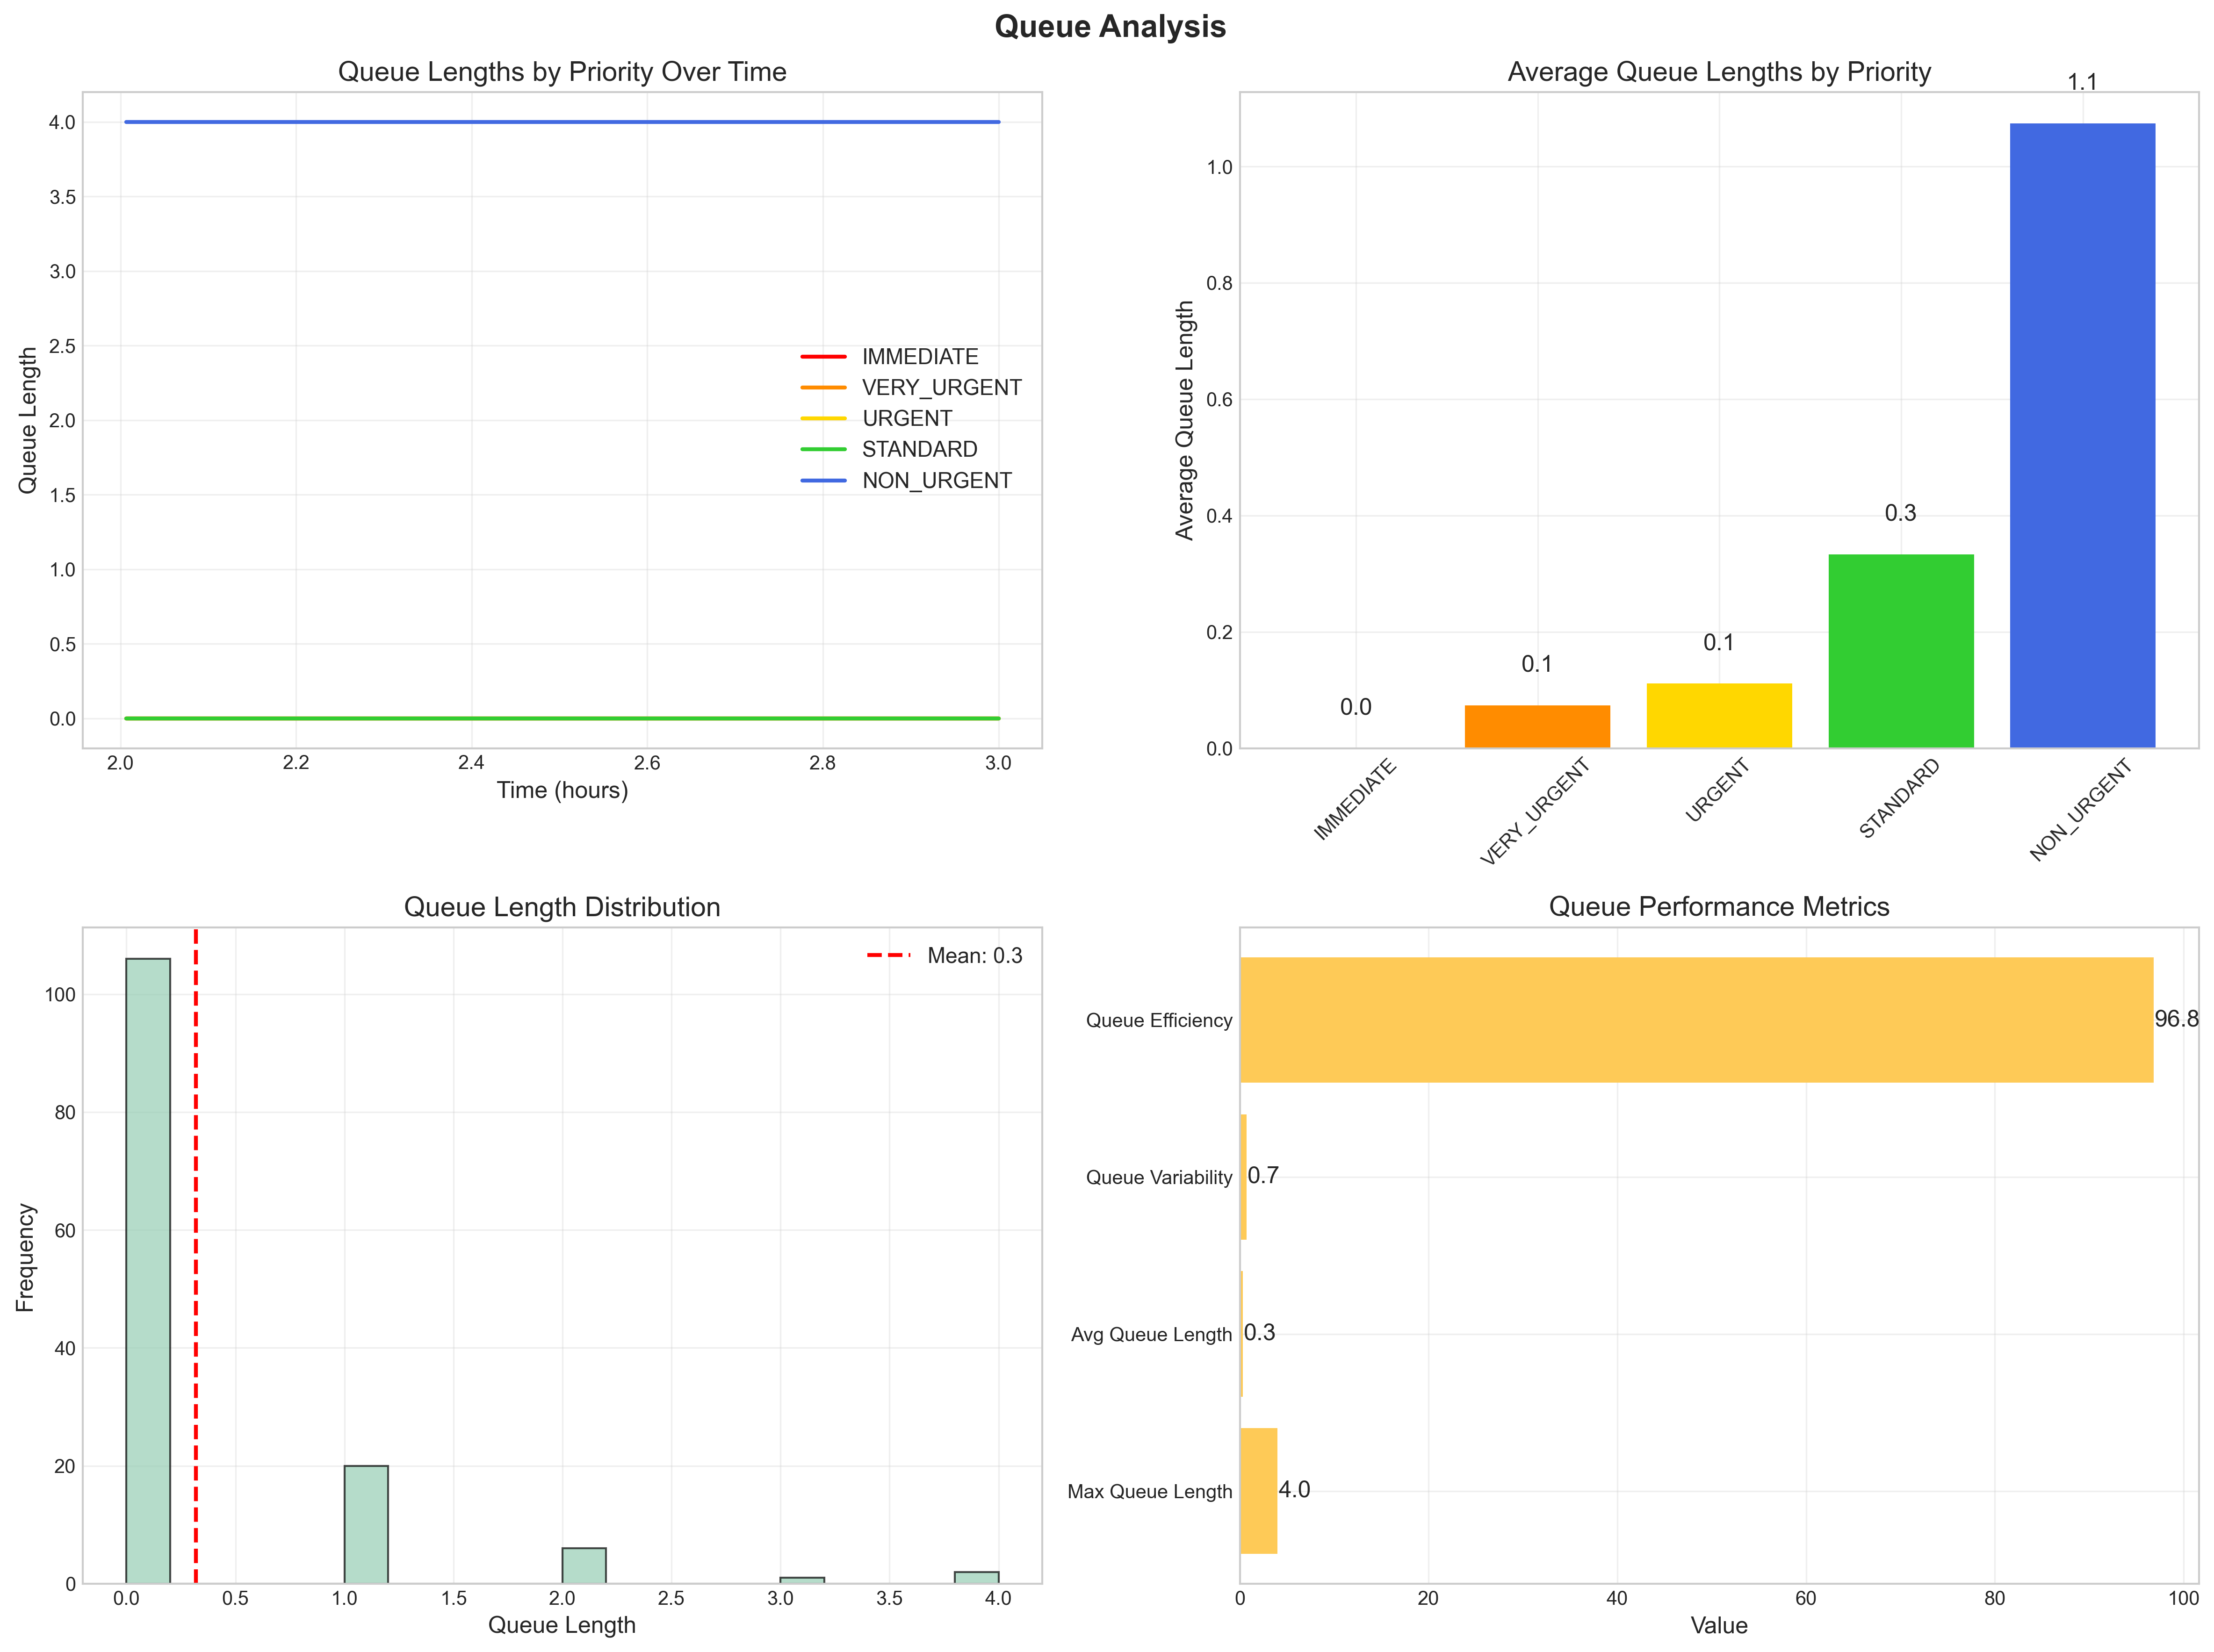 Queue Analysis
Queue Lengths by Priority Over Time
Queue Length
4.0
3.5
3.0
2.5
2.0
1.5
1.0
0.5
0.0
IMMEDIATE
VERY_URGENT
URGENT
STANDARD
NON_URGENT
2.0 2.2 2.4 2.6 2.8 3.0
Time (hours)
Average Queue Lengths by Priority
Average Queue Length
1.0
0.8
0.6
0.4
0.2
0.0
0.0
0.1
0.1
0.3
1.1
IMMEDIATE
VERY_URGENT
URGENT
STANDARD
NON_URGENT
Queue Length Distribution
Frequency
100
80
60
40
20
0
Mean: 0.3
0.0 0.5 1.0 1.5 2.0 2.5 3.0 3.5 4.0
Queue Length
Queue Performance Metrics
Queue Efficiency
96.8
Queue Variability
0.7
Avg Queue Length
0.3
Max Queue Length
4.0
0 20 40 60 80 100
Value